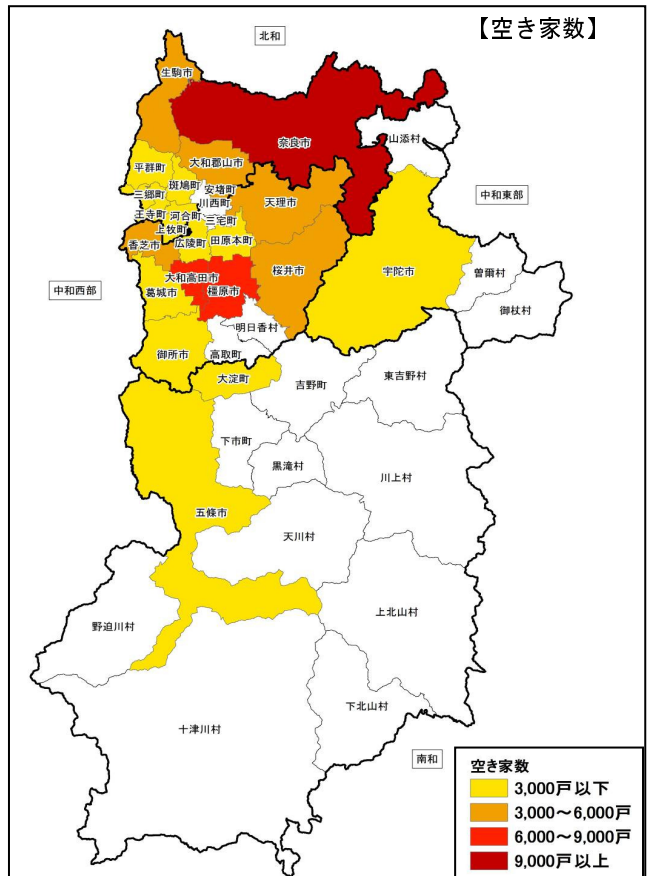 【空き家数】
北和
生駒市
奈良市
山添村
大和郡山市
平群町
斑鳩町
安堵町
中和東部
三郷町
川西町
天理市
王寺町
河合町
三宅町
上牧町
広陵町
田原本町
香芝市
桜井市
宇陀市
曽爾村
大和高田市
中和西部
葛城市
橿原市
御杖村
明日香村
御所市
高取町
大淀町
吉野町
東吉野村
下市町
黒滝村
川上村
五條市
天川村
上北山村
野迫川村
下北山村
十津川村
南和
空き家数
3,000戸以下
3,000~6,000戸
6,000~9,000戸
9,000戸以上